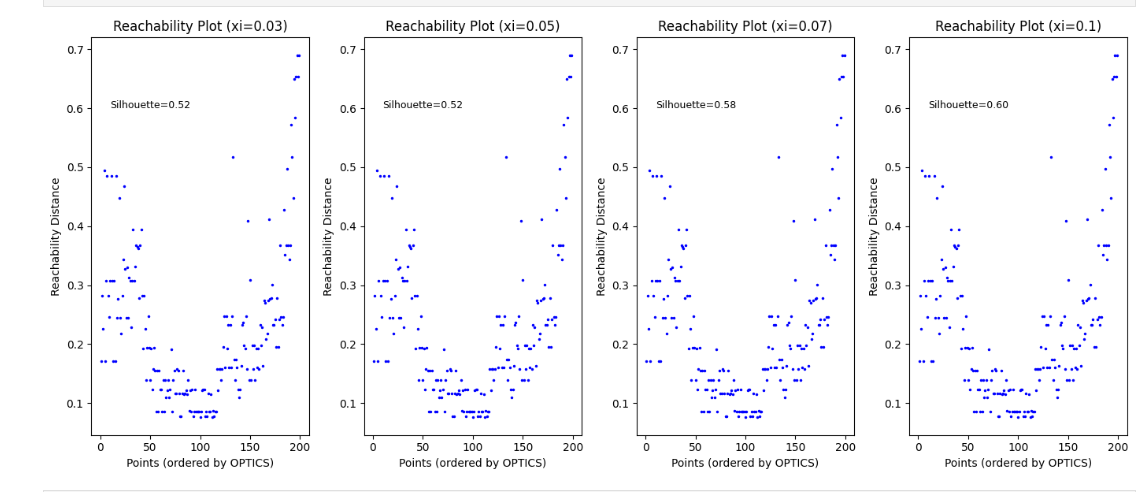 Reachability Plot (xi=0.03)
0.7
0.6
0.5
0.4
0.3
0.2
0.1
Silhouette=0.52
Reachability Distance
0 50 100 150 200
Points (ordered by OPTICS)
Reachability Plot (xi=0.05)
0.7
0.6
0.5
0.4
0.3
0.2
0.1
Silhouette=0.52
Reachability Distance
0 50 100 150 200
Points (ordered by OPTICS)
Reachability Plot (xi=0.07)
0.7
0.6
0.5
0.4
0.3
0.2
0.1
Silhouette=0.58
Reachability Distance
0 50 100 150 200
Points (ordered by OPTICS)
Reachability Plot (xi=0.1)
0.7
0.6
0.5
0.4
0.3
0.2
0.1
Silhouette=0.60
Reachability Distance
0 50 100 150 200
Points (ordered by OPTICS)